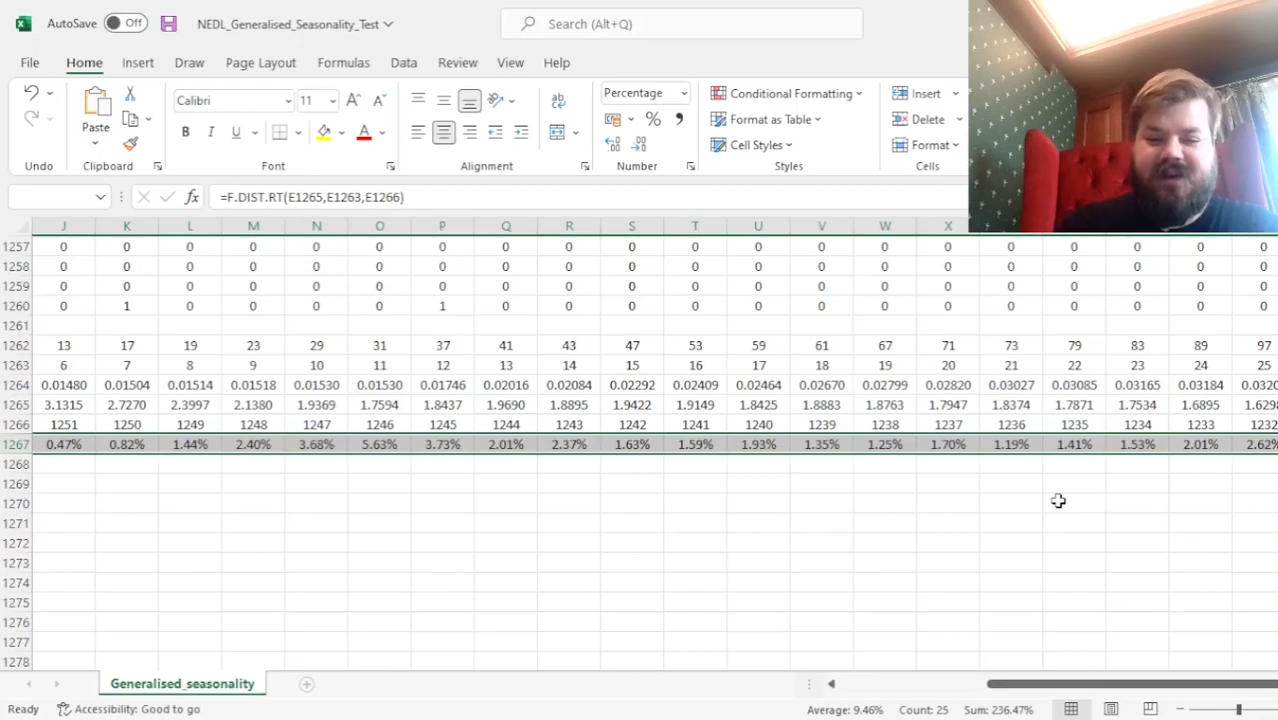 AutoSave Off NEDL_Generalised_Seasonality_Test Search (Alt+Q)
File Home Insert Draw Page Layout Formulas Data Review View Help
Calibri 11 Percentage Conditional Formatting Insert
Paste B I U A Format as Table Delete
Cell Styles Format
Undo Clipboard Font Alignment Number Styles Cells
fx =F.DIST.RT(E1265,E1263,E1266)
J K L M N O P Q R S T U V W X
1257 0 0 0 0 0 0 0 0 0 0 0 0 0 0 0 0 0 0 0 0
1258 0 0 0 0 0 0 0 0 0 0 0 0 0 0 0 0 0 0 0 0
1259 0 0 0 0 0 0 0 0 0 0 0 0 0 0 0 0 0 0 0 0
1260 0 1 0 0 0 0 1 0 0 0 0 0 0 0 0 0 0 0 0 0
1261
1262 13 17 19 23 29 31 37 41 43 47 53 59 61 67 71 73 79 83 89 97
1263 6 7 8 9 10 11 12 13 14 15 16 17 18 19 20 21 22 23 24 25
1264 0.01480 0.01504 0.01514 0.01518 0.01530 0.01530 0.01746 0.02016 0.02084 0.02292 0.02409 0.02464 0.02670 0.02799 0.02820 0.03027 0.03085 0.03165 0.03184 0.0320
1265 3.1315 2.7270 2.3997 2.1380 1.9369 1.7594 1.8437 1.9690 1.8895 1.9422 1.9149 1.8425 1.8883 1.8763 1.7947 1.8374 1.7871 1.7534 1.6895 1.6298
1266 1251 1250 1249 1248 1247 1246 1245 1244 1243 1242 1241 1240 1239 1238 1237 1236 1235 1234 1233 1232
1267 0.47% 0.82% 1.44% 2.40% 3.68% 5.63% 3.73% 2.01% 2.37% 1.63% 1.59% 1.93% 1.35% 1.25% 1.70% 1.19% 1.41% 1.53% 2.01% 2.62%
1268
1269
1270
1271
1272
1273
1274
1275
1276
1277
1278
Generalised_seasonality
Ready Accessibility: Good to go Average: 9.46% Count: 25 Sum: 236.47%